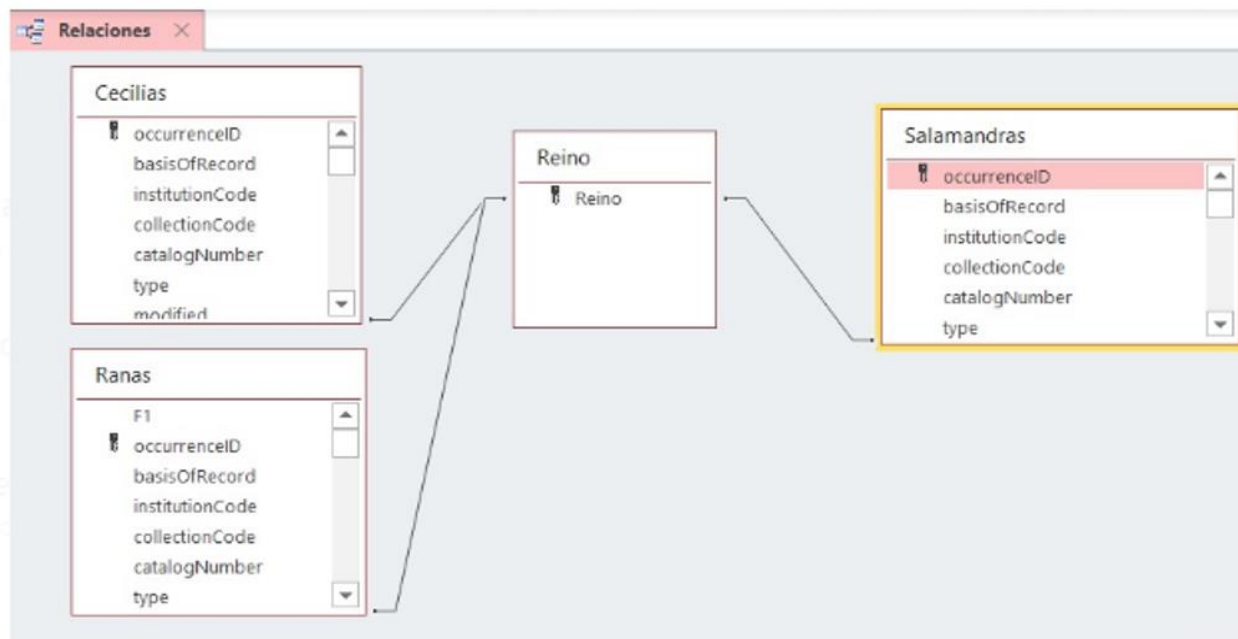 Relaciones
Cecilias
occurrenceID
basisOfRecord
institutionCode
collectionCode
catalogNumber
type
modified
Ranas
F1
occurrenceID
basisOfRecord
institutionCode
collectionCode
catalogNumber
type
Reino
Reino
Salamandras
occurrenceID
basisOfRecord
institutionCode
collectionCode
catalogNumber
type